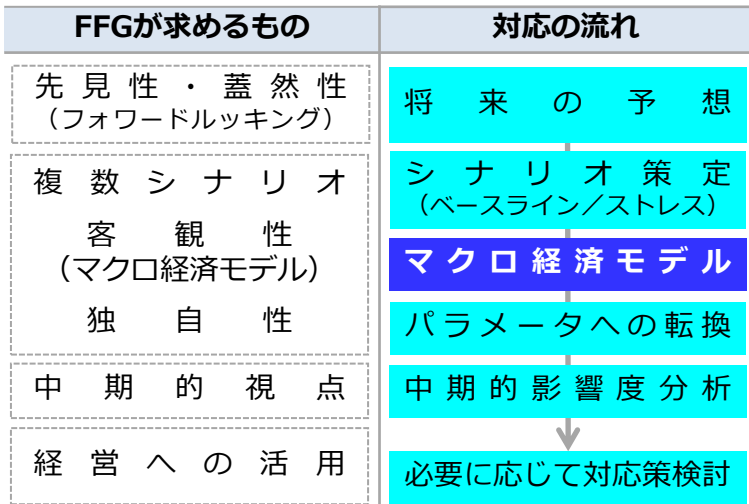 FFGが求めるもの
対応の流れ
先見性・蓋然性
（フォワードルッキング）
将来の予想
複数シナリオ
客観性
（マクロ経済モデル）
独自性
シナリオ策定
（ベースライン／ストレス）
マクロ経済モデル
パラメータへの転換
中期的視点
中期的影響度分析
経営への活用
必要に応じて対応策検討